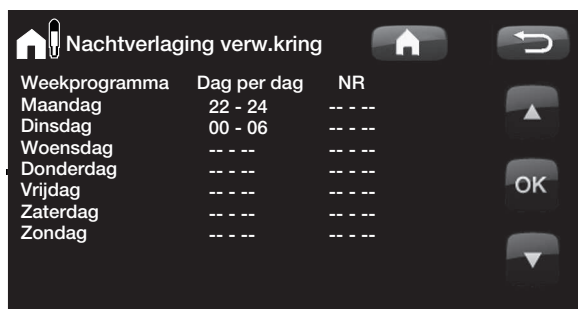 Nachtverlaging verw.kring
Weekprogramma Dag per dag NR
Maandag 22 - 24 -- - --
Dinsdag 00 - 06 -- - --
Woensdag -- - -- -- - --
Donderdag -- - -- -- - --
Vrijdag -- - -- -- - --
Zaterdag -- - -- -- - --
Zondag -- - -- -- - --
OK